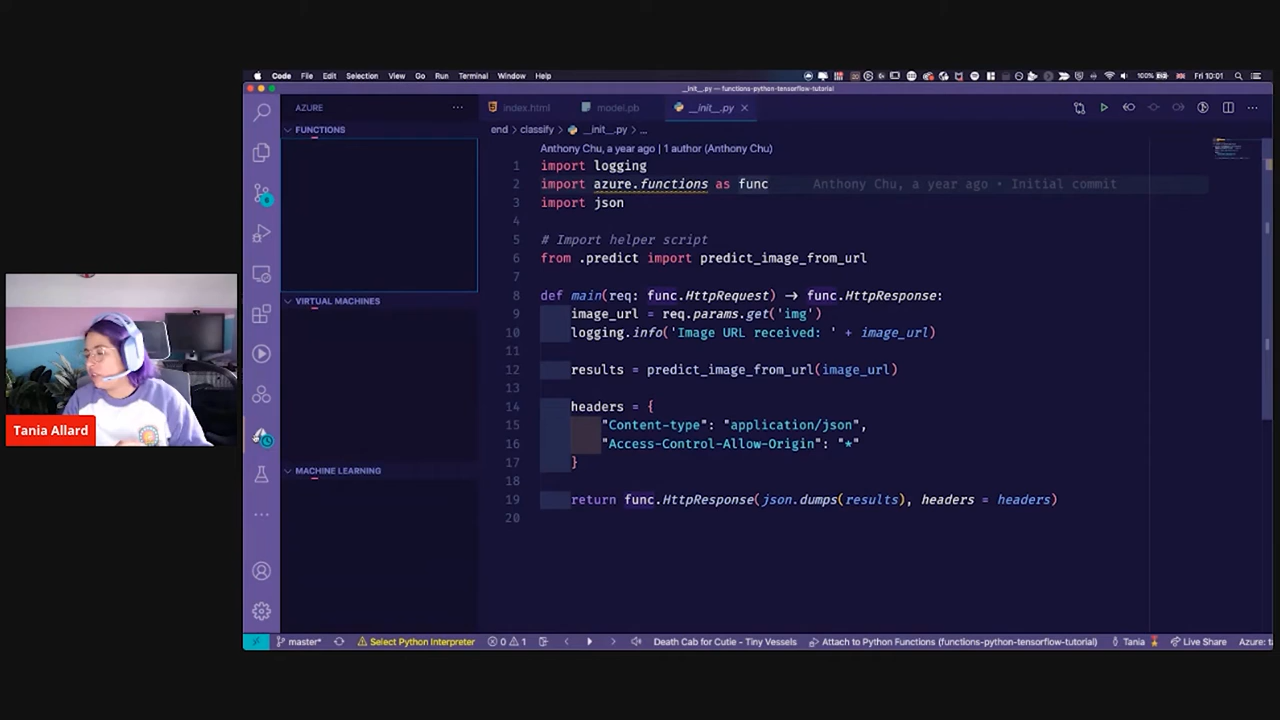 Code File Edit Selection View Go Run Terminal Window Help
100% Fri 10:01
__init__.py — functions-python-tensorflow-tutorial
AZURE
index.html
model.pb
__init__.py
FUNCTIONS
end > classify > __init__.py > ...
Anthony Chu, a year ago | 1 author (Anthony Chu)
1 import logging
2 import azure.functions as func Anthony Chu, a year ago • Initial commit
3 import json
4
5 # Import helper script
6 from .predict import predict_image_from_url
7
8 def main(req: func.HttpRequest) → func.HttpResponse:
9 image_url = req.params.get('img')
10 logging.info('Image URL received: ' + image_url)
11
12 results = predict_image_from_url(image_url)
13
14 headers = {
15 "Content-type": "application/json",
16 "Access-Control-Allow-Origin": "*"
17 }
18
19 return func.HttpResponse(json.dumps(results), headers = headers)
20
VIRTUAL MACHINES
MACHINE LEARNING
Tania Allard
master* Select Python Interpreter 0 1 Death Cab for Cutie - Tiny Vessels Attach to Python Functions (functions-python-tensorflow-tutorial) Tania Live Share Azure: ta